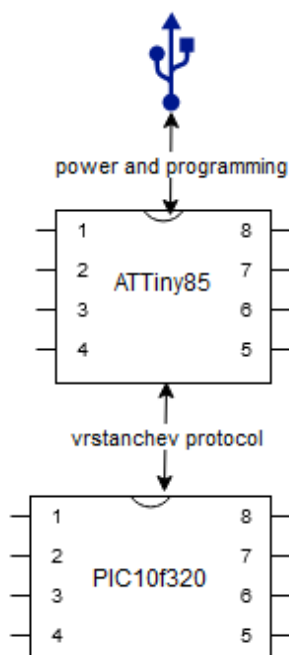 power and programming
1 8
2 7
ATTiny85
3 6
4 5
vrstanchev protocol
1 8
2 7
PIC10f320
3 6
4 5